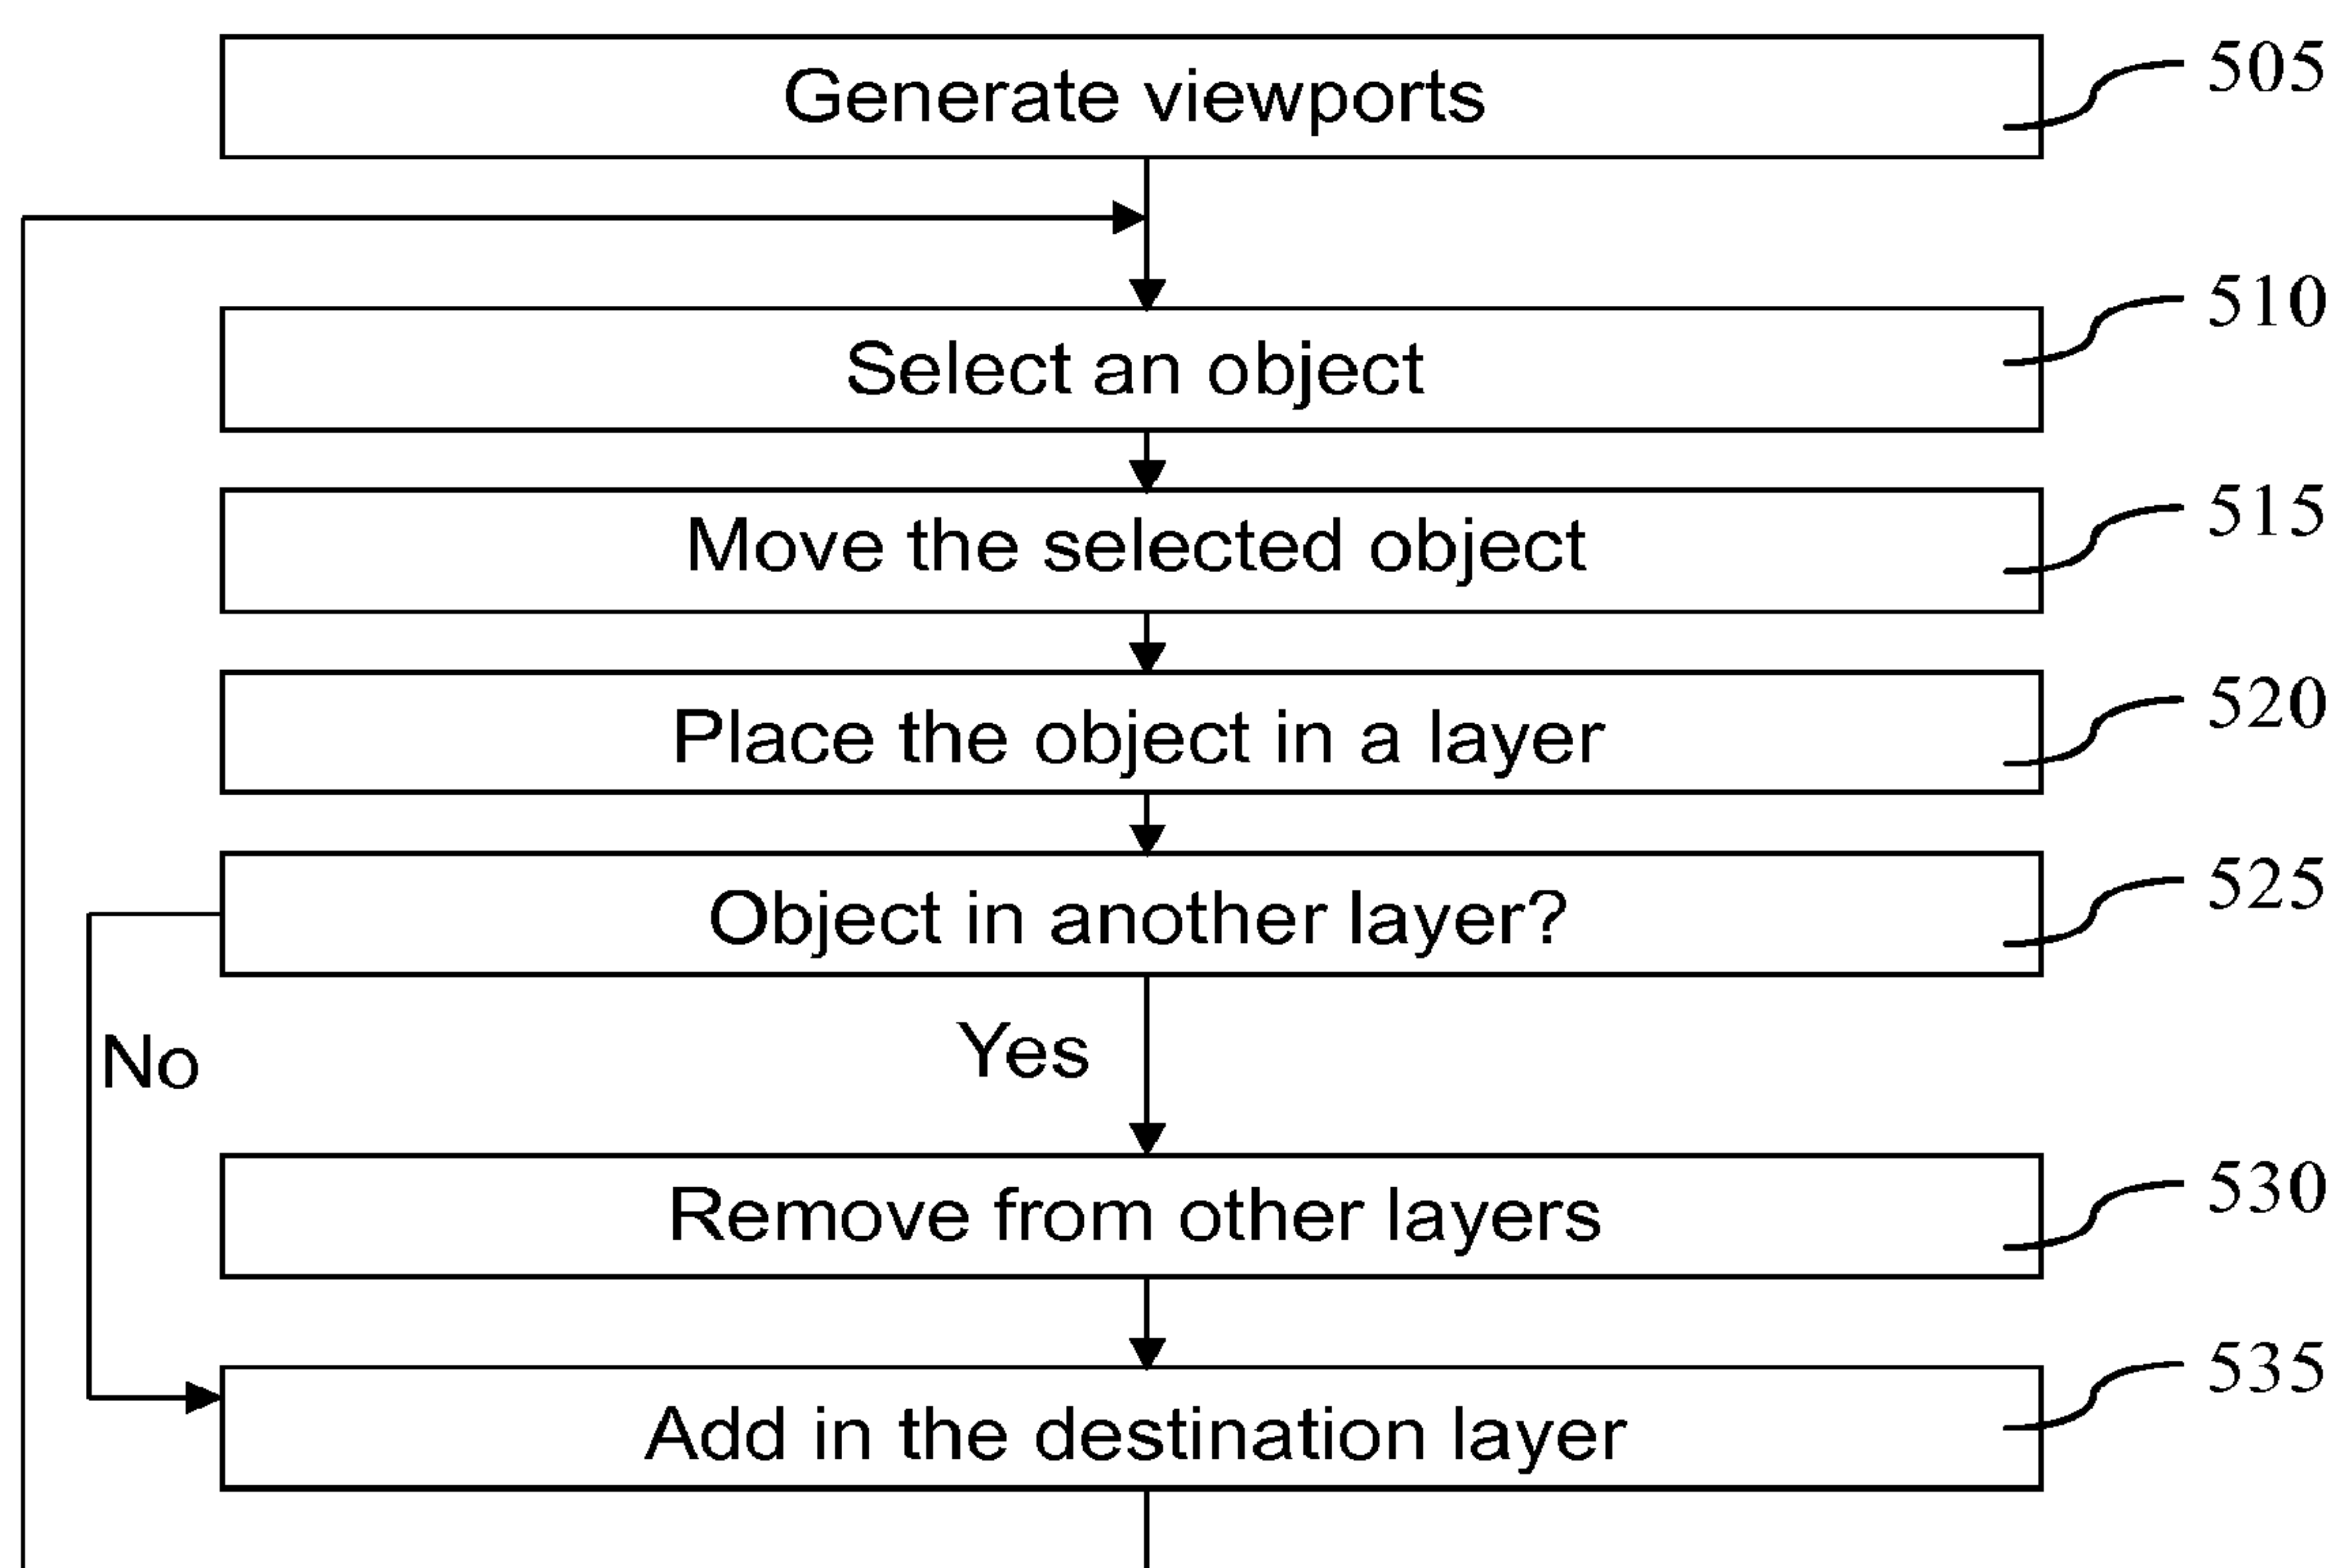 Generate viewports 505
Select an object 510
Move the selected object 515
Place the object in a layer 520
Object in another layer? 525
No
Yes
Remove from other layers 530
Add in the destination layer 535